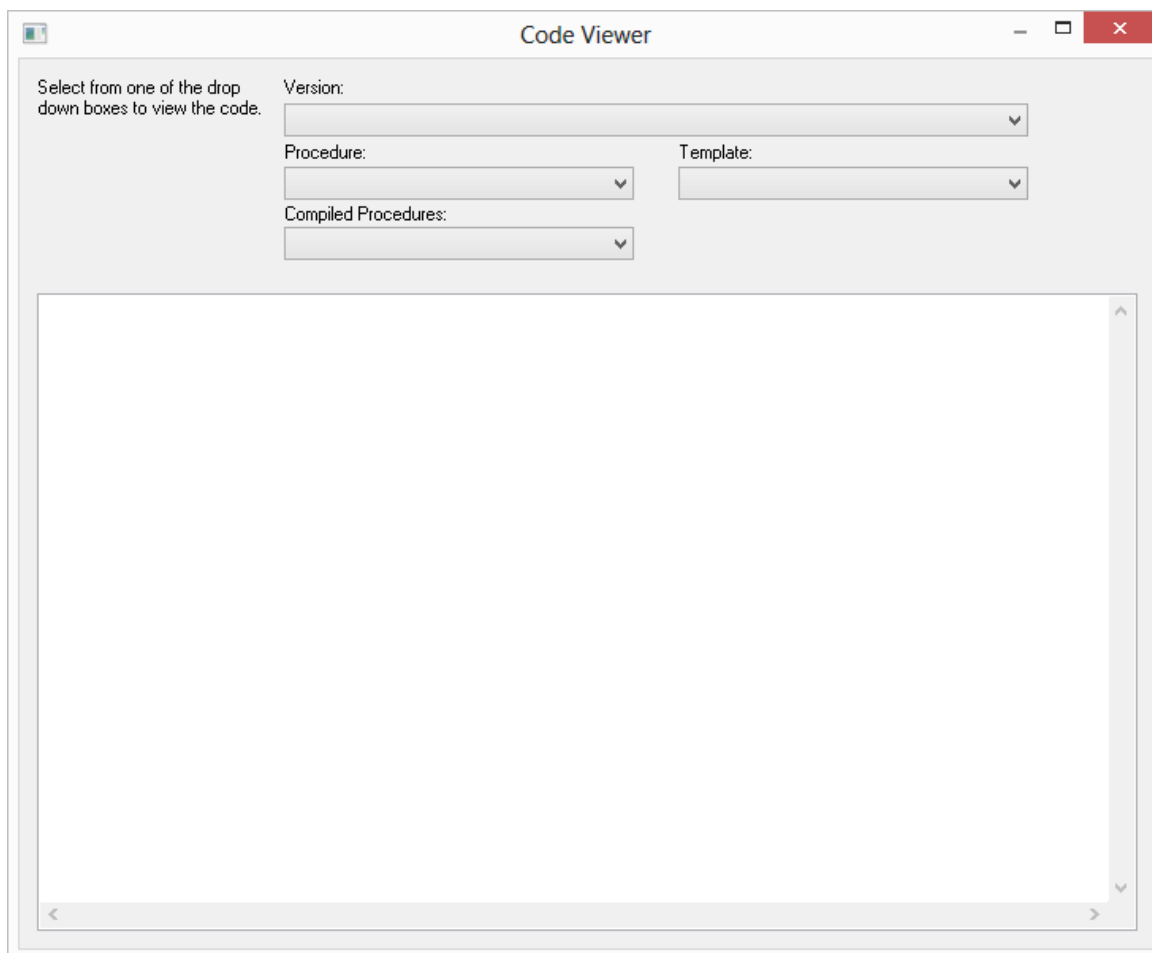 Code Viewer
Select from one of the drop
down boxes to view the code.
Version:
Procedure:
Template:
Compiled Procedures: